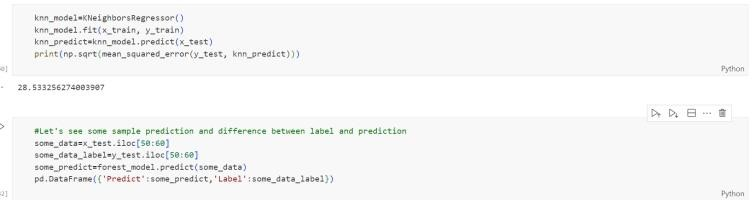 knn_model=KNeighborsRegressor()
knn_model.fit(x_train, y_train)
knn_predict=knn_model.predict(x_test)
print(np.sqrt(mean_squared_error(y_test, knn_predict)))
Python
28.533256274003907
#Let's see some sample prediction and difference between label and prediction
some_data=x_test.iloc[50:60]
some_data_label=y_test.iloc[50:60]
some_predict=forest_model.predict(some_data)
pd.DataFrame({'Predict':some_predict,'Label':some_data_label})
Python